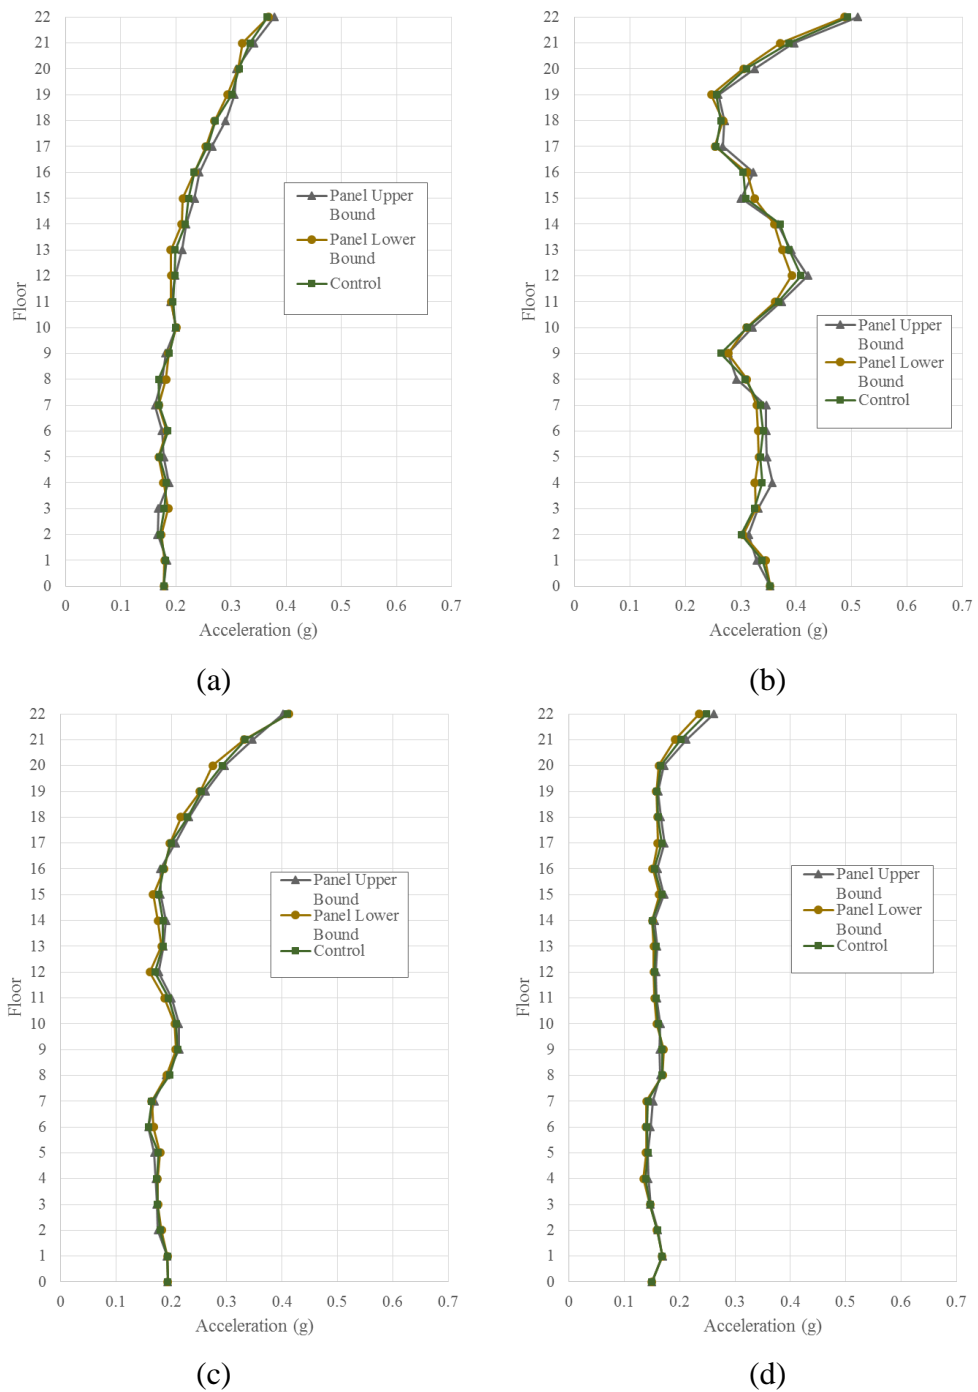 22
21
20
19
18
17
16
15
14
13
12
11
10
9
8
7
6
5
4
3
2
1
0
Floor
0 0.1 0.2 0.3 0.4 0.5 0.6 0.7
Acceleration (g)
Panel Upper
Bound
Panel Lower
Bound
Control
(a)
22
21
20
19
18
17
16
15
14
13
12
11
10
9
8
7
6
5
4
3
2
1
0
Floor
0 0.1 0.2 0.3 0.4 0.5 0.6 0.7
Acceleration (g)
Panel Upper
Bound
Panel Lower
Bound
Control
(b)
22
21
20
19
18
17
16
15
14
13
12
11
10
9
8
7
6
5
4
3
2
1
0
Floor
0 0.1 0.2 0.3 0.4 0.5 0.6 0.7
Acceleration (g)
Panel Upper
Bound
Panel Lower
Bound
Control
(c)
22
21
20
19
18
17
16
15
14
13
12
11
10
9
8
7
6
5
4
3
2
1
0
Floor
0 0.1 0.2 0.3 0.4 0.5 0.6 0.7
Acceleration (g)
Panel Upper
Bound
Panel Lower
Bound
Control
(d)